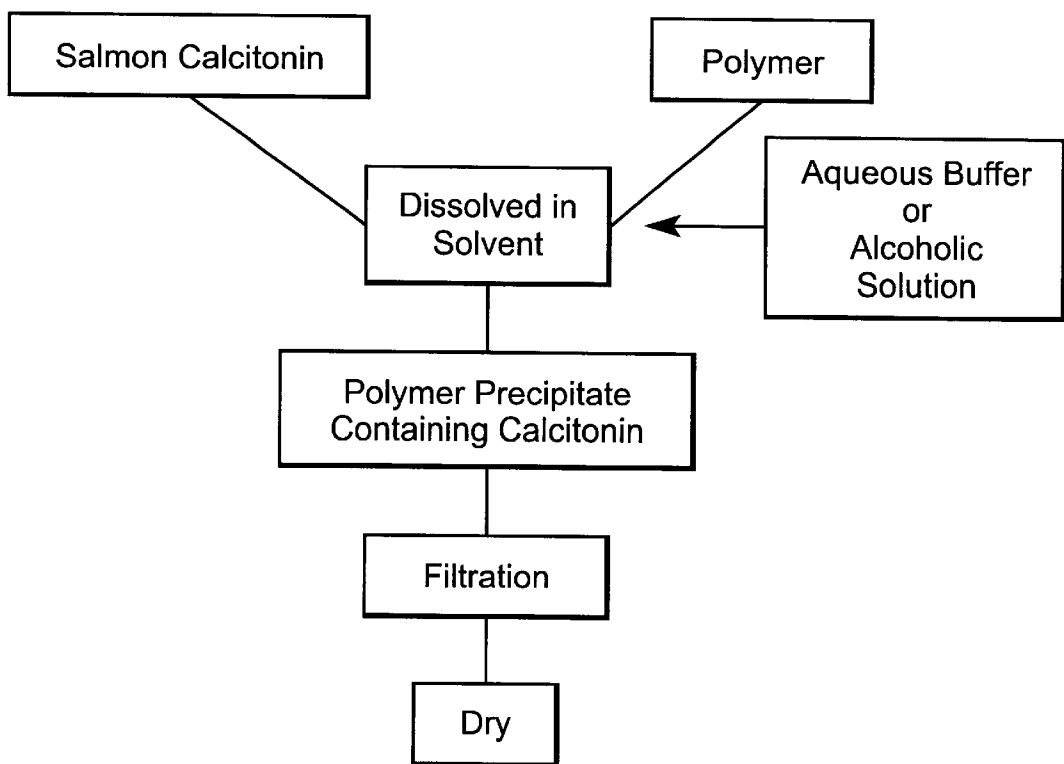 Salmon Calcitonin
Polymer
Dissolved in
Solvent
Aqueous Buffer
or
Alcoholic
Solution
Polymer Precipitate
Containing Calcitonin
Filtration
Dry